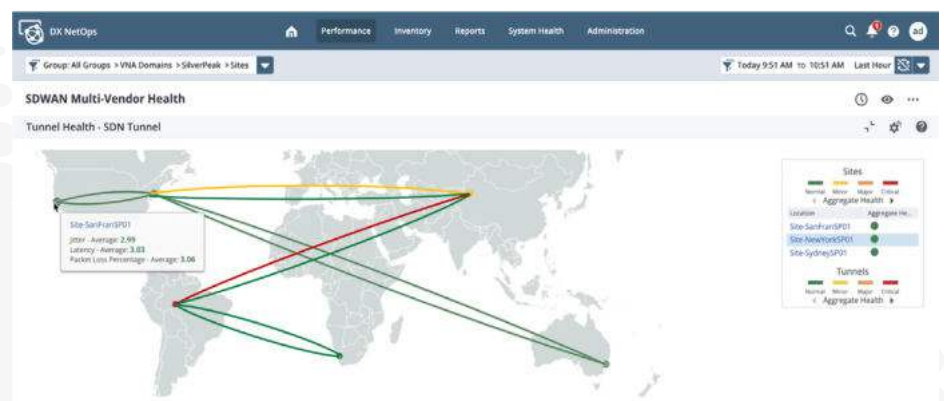 DX NetOps
Performance Inventory Reports System Health Administration
ad
Group: All Groups > VNA Domains > SilverPeak > Sites
Today 9:51 AM TO 10:51 AM Last Hour
SDWAN Multi-Vendor Health
Tunnel Health - SDN Tunnel
Site-SanFranSP01
Jitter - Average: 2.99
Latency - Average: 3.03
Packet Loss Percentage - Average: 3.06
Sites
Normal Minor Major Critical
Aggregate Health
Location Aggregate He...
Site-SanFranSP01
Site-NewYorkSP01
Site-SydneySP01
Tunnels
Normal Minor Major Critical
Aggregate Health